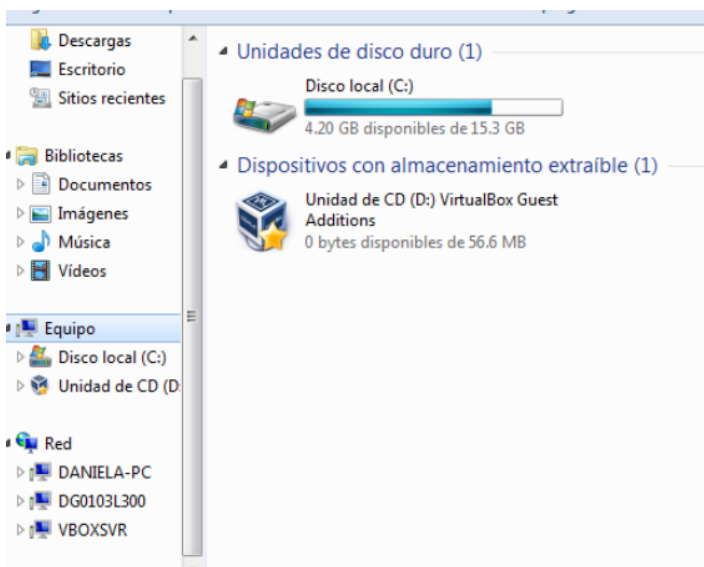 Descargas
Escritorio
Sitios recientes
Bibliotecas
Documentos
Imágenes
Música
Vídeos
Equipo
Disco local (C:)
Unidad de CD (D:
Red
DANIELA-PC
DG0103L300
VBOXSVR
Unidades de disco duro (1)
Disco local (C:)
4.20 GB disponibles de 15.3 GB
Dispositivos con almacenamiento extraíble (1)
Unidad de CD (D:) VirtualBox Guest
Additions
0 bytes disponibles de 56.6 MB